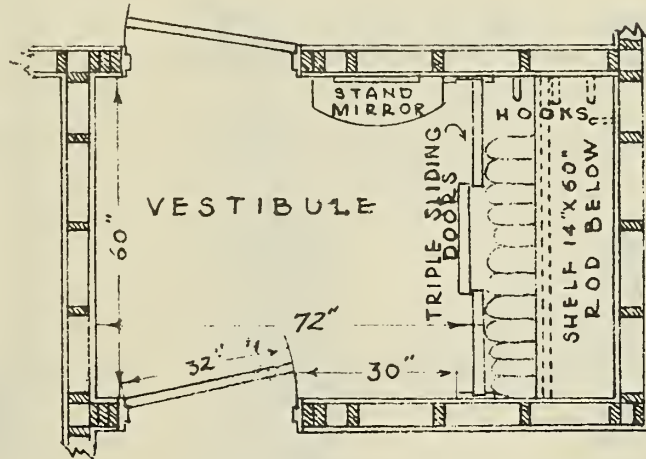 STAND
MIRROR
HOOKS
VESTIBULE
60"
TRIPLE SLIDING
DOORS
SHELF 14"X60"
ROD BELOW
72"
32"
30"